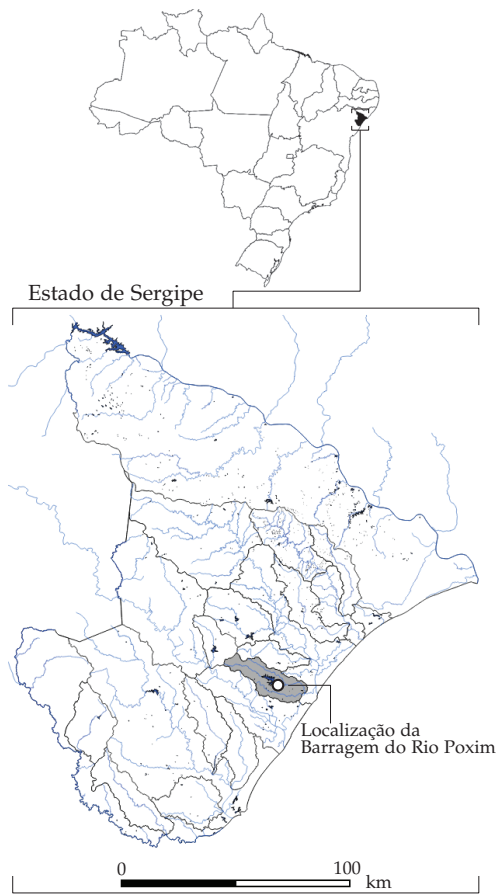 Estado de Sergipe
Localização da
Barragem do Rio Poxim
0 100
km